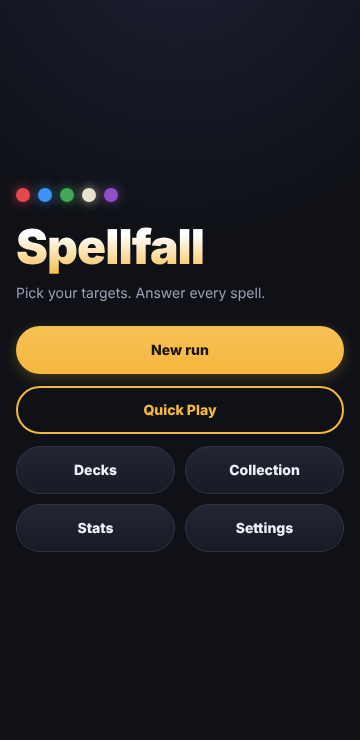 Spellfall
Pick your targets. Answer every spell.
New run
Quick Play
Decks
Collection
Stats
Settings